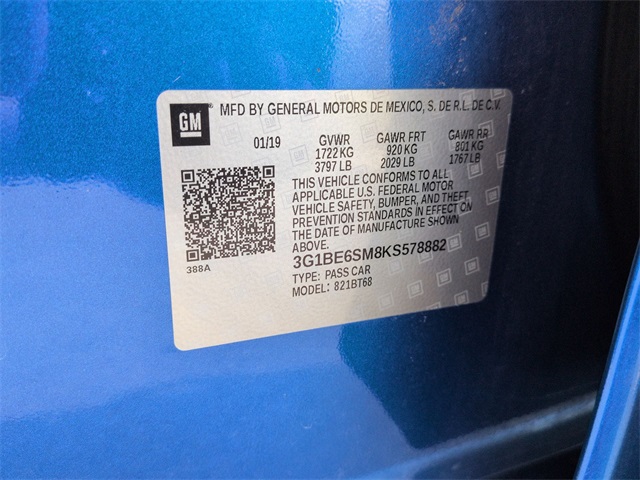 GM
MFD BY GENERAL MOTORS DE MEXICO, S. DE R.L. DE C.V.
01/19 GVWR GAWR FRT GAWR RR
1722 KG 920 KG 801 KG
3797 LB 2029 LB 1767 LB
THIS VEHICLE CONFORMS TO ALL
APPLICABLE U.S. FEDERAL MOTOR
VEHICLE SAFETY, BUMPER, AND THEFT
PREVENTION STANDARDS IN EFFECT ON
THE DATE OF MANUFACTURE SHOWN
ABOVE.
388A
3G1BE6SM8KS578882
TYPE: PASS CAR
MODEL: 821BT68